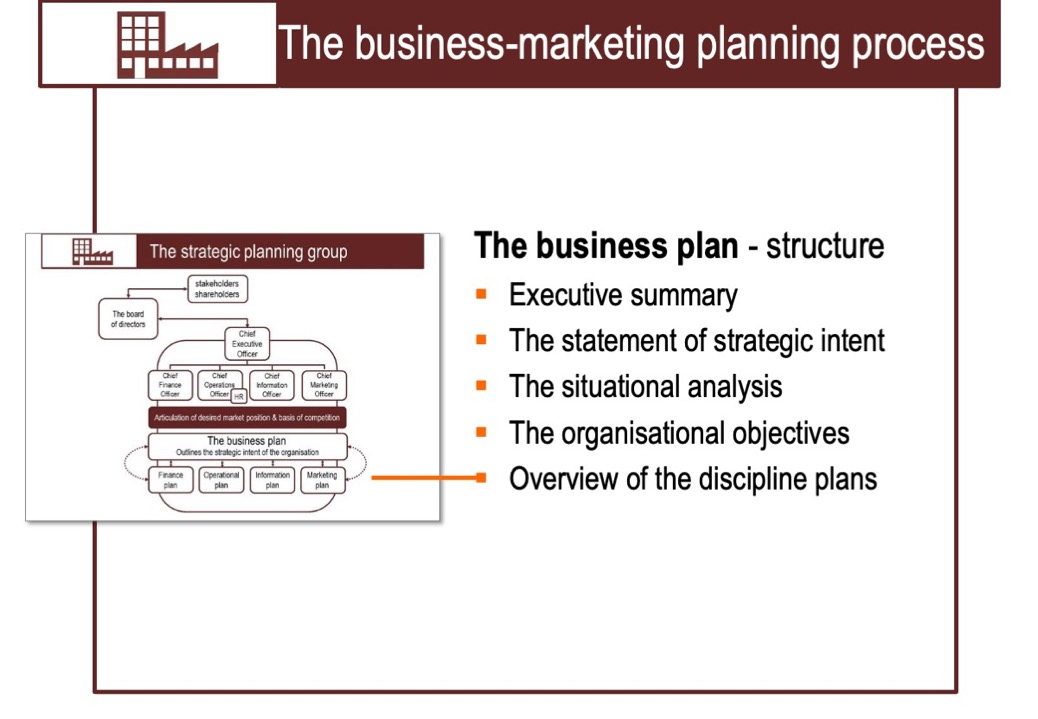 The business-marketing planning process
The strategic planning group
stakeholders
shareholders
The board
of directors
Chief
Executive
Officer
Chief
Finance
Officer
Chief
Operations
Officer
HR
Chief
Information
Officer
Chief
Marketing
Officer
Articulation of desired market position & basis of competition
The business plan
Outlines the strategic intent of the organisation
Finance
plan
Operational
plan
Information
plan
Marketing
plan
The business plan - structure
Executive summary
The statement of strategic intent
The situational analysis
The organisational objectives
Overview of the discipline plans